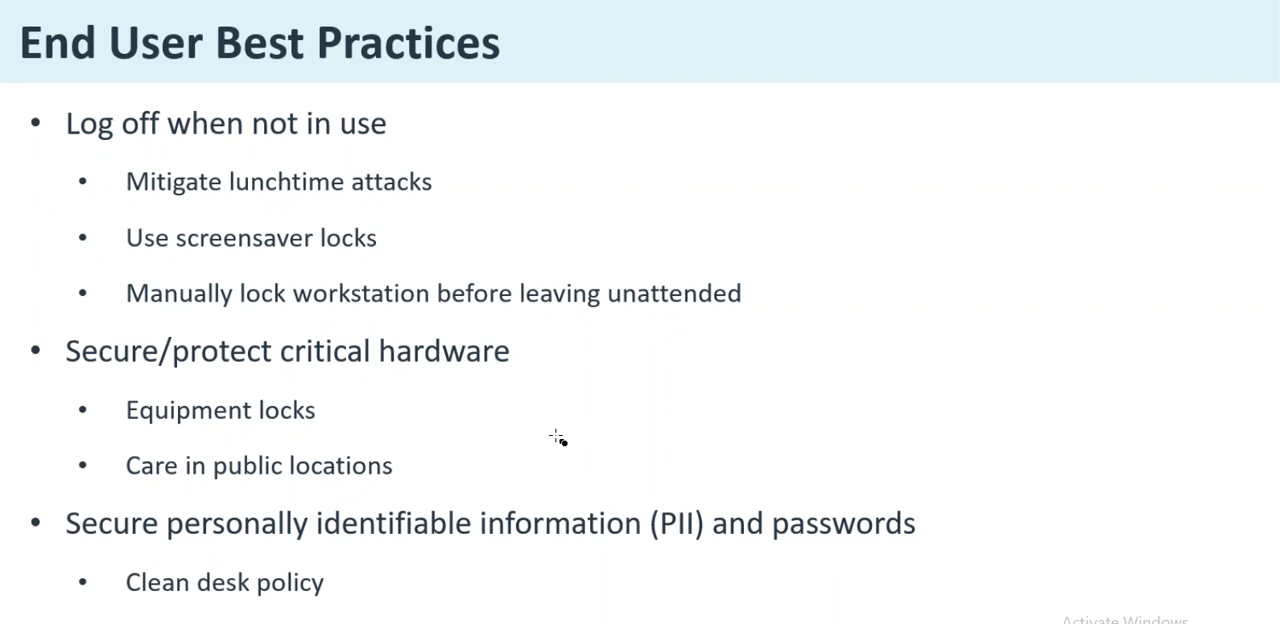 End User Best Practices
• Log off when not in use
• Mitigate lunchtime attacks
• Use screensaver locks
• Manually lock workstation before leaving unattended
• Secure/protect critical hardware
• Equipment locks
• Care in public locations
• Secure personally identifiable information (PII) and passwords
• Clean desk policy
Activate Windows